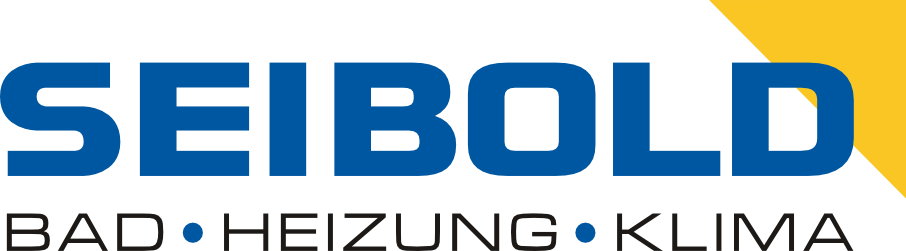 SEIBOLD
BAD • HEIZUNG • KLIMA